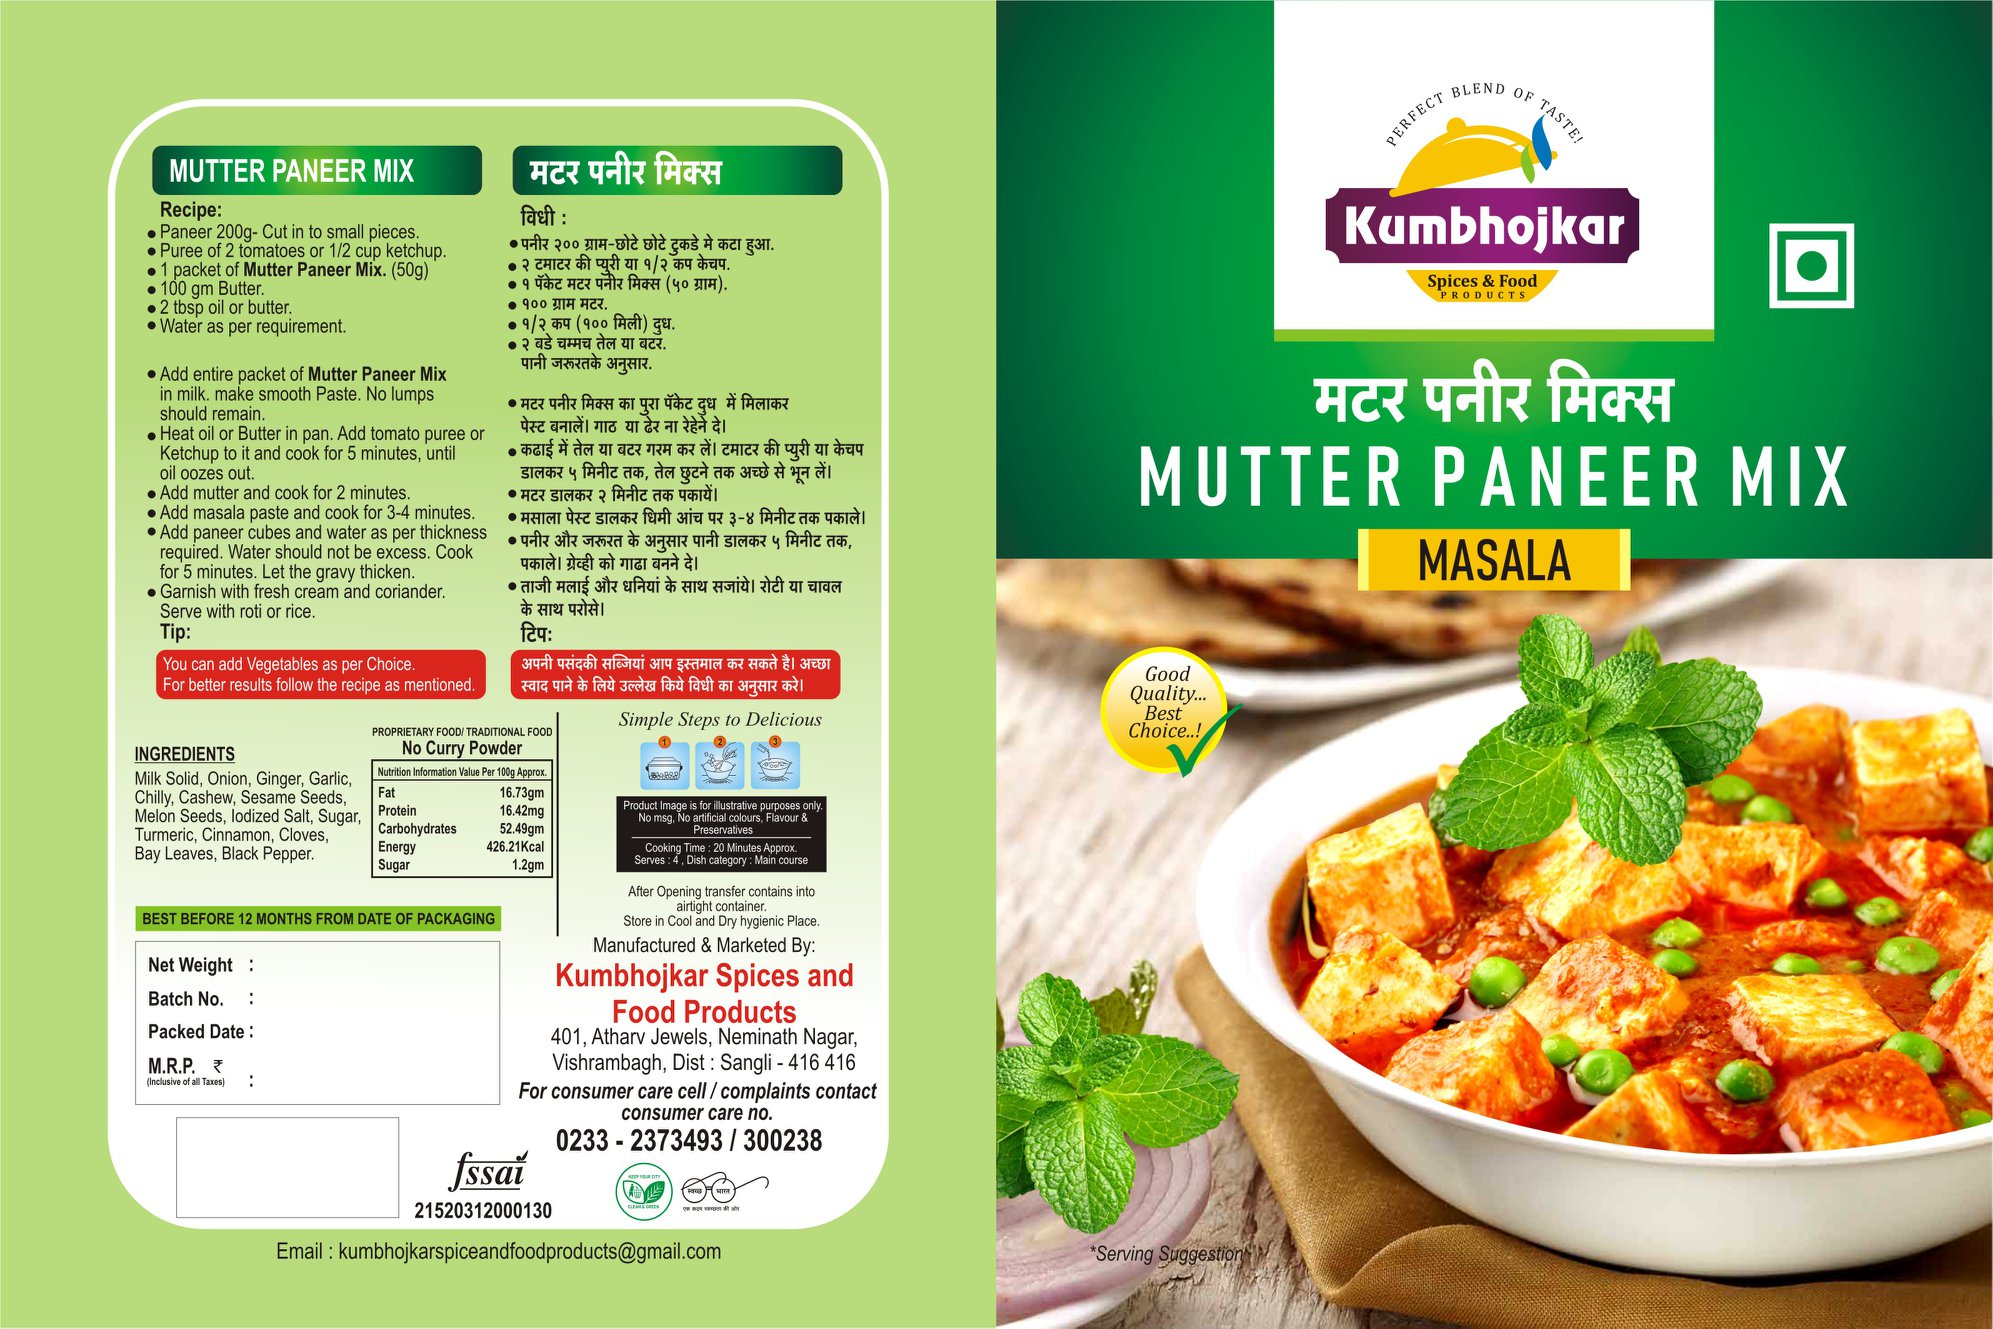 MUTTER PANEER MIX
Recipe:
● Paneer 200g- Cut in to small pieces.
● Puree of 2 tomatoes or 1/2 cup ketchup.
● 1 packet of Mutter Paneer Mix. (50g)
● 100 gm Butter.
● 2 tbsp oil or butter.
● Water as per requirement.
● Add entire packet of Mutter Paneer Mix
in milk. make smooth Paste. No lumps
should remain.
● Heat oil or Butter in pan. Add tomato puree or
Ketchup to it and cook for 5 minutes, until
oil oozes out.
● Add mutter and cook for 2 minutes.
● Add masala paste and cook for 3-4 minutes.
● Add paneer cubes and water as per thickness
required. Water should not be excess. Cook
for 5 minutes. Let the gravy thicken.
● Garnish with fresh cream and coriander.
Serve with roti or rice.
Tip:
You can add Vegetables as per Choice.
For better results follow the recipe as mentioned.
मटर पनीर मिक्स
विधी :
● पनीर २०० ग्राम-छोटे छोटे टुकडे मे कटा हुआ.
● २ टमाटर की प्युरी या १/२ कप केचप.
● १ पॅकेट मटर पनीर मिक्स (५० ग्राम).
● १०० ग्राम मटर.
● १/२ कप (१०० मिली) दुध.
● २ बडे चम्मच तेल या बटर.
पानी जरूरतके अनुसार.
● मटर पनीर मिक्स का पुरा पॅकेट दुध में मिलाकर
पेस्ट बनालें। गाठ या ढेर ना रेहेने दे।
● कढाई में तेल या बटर गरम कर लें। टमाटर की प्युरी या केचप
डालकर ५ मिनीट तक, तेल छुटने तक अच्छे से भून लें।
● मटर डालकर २ मिनीट तक पकायें।
● मसाला पेस्ट डालकर धिमी आंच पर ३-४ मिनीट तक पकाले।
● पनीर और जरूरत के अनुसार पानी डालकर ५ मिनीट तक,
पकाले। ग्रेव्ही को गाढा बनने दे।
● ताजी मलाई और धनियां के साथ सजांये। रोटी या चावल
के साथ परोसे।
टिप:
अपनी पसंदकी सब्जियां आप इस्तमाल कर सकते है। अच्छा
स्वाद पाने के लिये उल्लेख किये विधी का अनुसार करे।
INGREDIENTS
Milk Solid, Onion, Ginger, Garlic,
Chilly, Cashew, Sesame Seeds,
Melon Seeds, Iodized Salt, Sugar,
Turmeric, Cinnamon, Cloves,
Bay Leaves, Black Pepper.
PROPRIETARY FOOD/ TRADITIONAL FOOD
No Curry Powder
Nutrition Information Value Per 100g Approx.
Fat 16.73gm
Protein 16.42mg
Carbohydrates 52.49gm
Energy 426.21Kcal
Sugar 1.2gm
Simple Steps to Delicious
1 2 3
Product Image is for illustrative purposes only.
No msg, No artificial colours, Flavour &
Preservatives
Cooking Time : 20 Minutes Approx.
Serves : 4 , Dish category : Main course
After Opening transfer contains into
airtight container.
Store in Cool and Dry hygienic Place.
BEST BEFORE 12 MONTHS FROM DATE OF PACKAGING
Net Weight :
Batch No. :
Packed Date :
M.R.P. ₹
(Inclusive of all Taxes) :
Manufactured & Marketed By:
Kumbhojkar Spices and
Food Products
401, Atharv Jewels, Neminath Nagar,
Vishrambagh, Dist : Sangli - 416 416
For consumer care cell / complaints contact
consumer care no.
0233 - 2373493 / 300238
fssai
21520312000130
KEEP YOUR CITY
CLEAN & GREEN
स्वच्छ भारत
एक कदम स्वच्छता की ओर
Email : kumbhojkarspiceandfoodproducts@gmail.com
PERFECT BLEND OF TASTE!
Kumbhojkar
Spices & Food
PRODUCTS
मटर पनीर मिक्स
MUTTER PANEER MIX
MASALA
Good
Quality...
Best
Choice..!
*Serving Suggestion